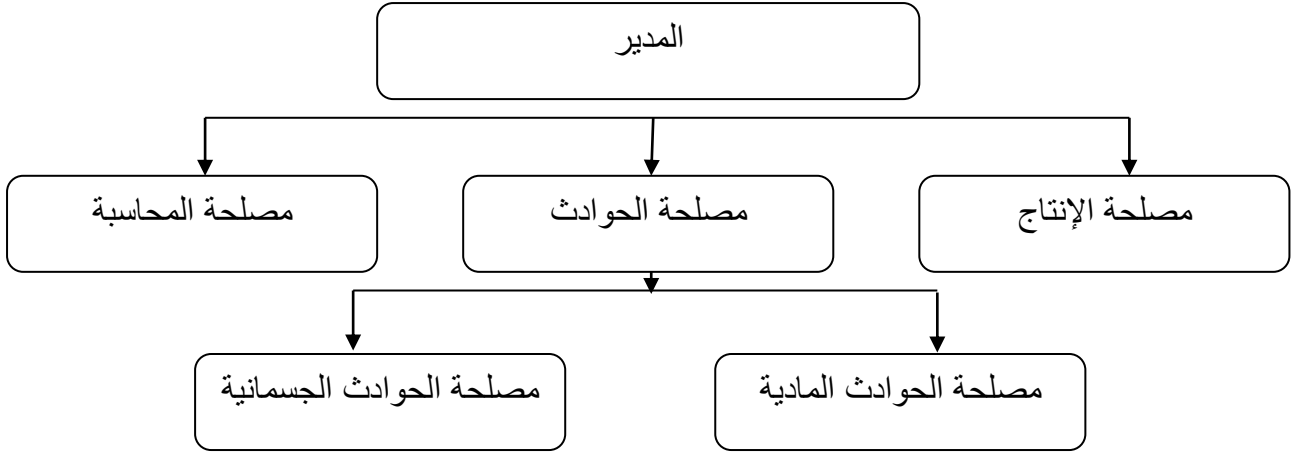 المدير
مصلحة الإنتاج
مصلحة الحوادث
مصلحة المحاسبة
مصلحة الحوادث المادية
مصلحة الحوادث الجسمانية